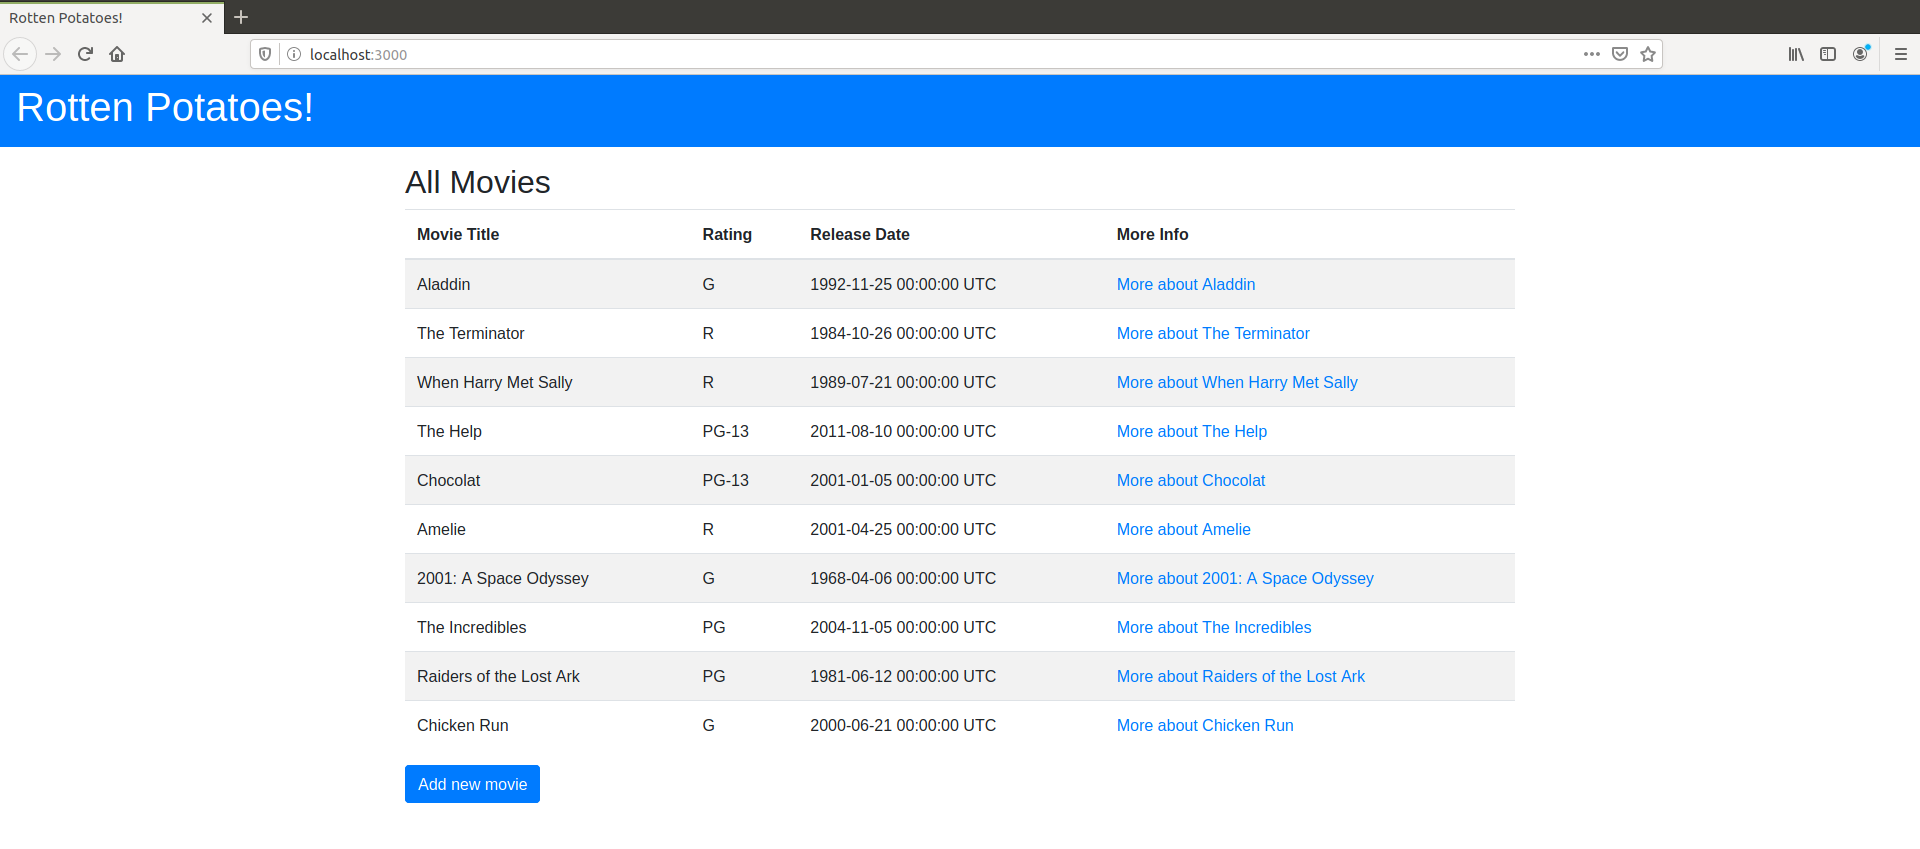 Rotten Potatoes!
localhost:3000
Rotten Potatoes!
All Movies
Movie Title Rating Release Date More Info
Aladdin G 1992-11-25 00:00:00 UTC More about Aladdin
The Terminator R 1984-10-26 00:00:00 UTC More about The Terminator
When Harry Met Sally R 1989-07-21 00:00:00 UTC More about When Harry Met Sally
The Help PG-13 2011-08-10 00:00:00 UTC More about The Help
Chocolat PG-13 2001-01-05 00:00:00 UTC More about Chocolat
Amelie R 2001-04-25 00:00:00 UTC More about Amelie
2001: A Space Odyssey G 1968-04-06 00:00:00 UTC More about 2001: A Space Odyssey
The Incredibles PG 2004-11-05 00:00:00 UTC More about The Incredibles
Raiders of the Lost Ark PG 1981-06-12 00:00:00 UTC More about Raiders of the Lost Ark
Chicken Run G 2000-06-21 00:00:00 UTC More about Chicken Run
Add new movie